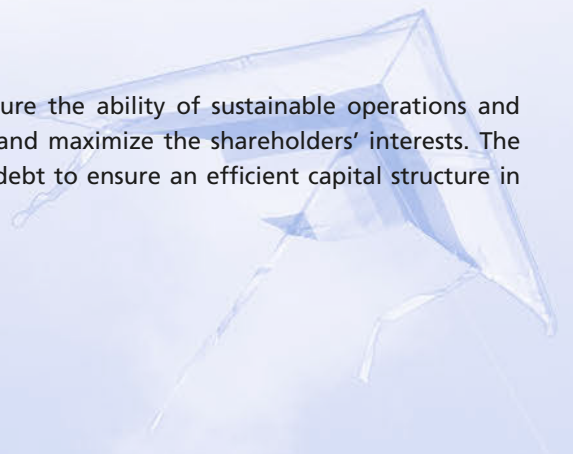 ure the ability of sustainable operations and
and maximize the shareholders' interests. The
debt to ensure an efficient capital structure in